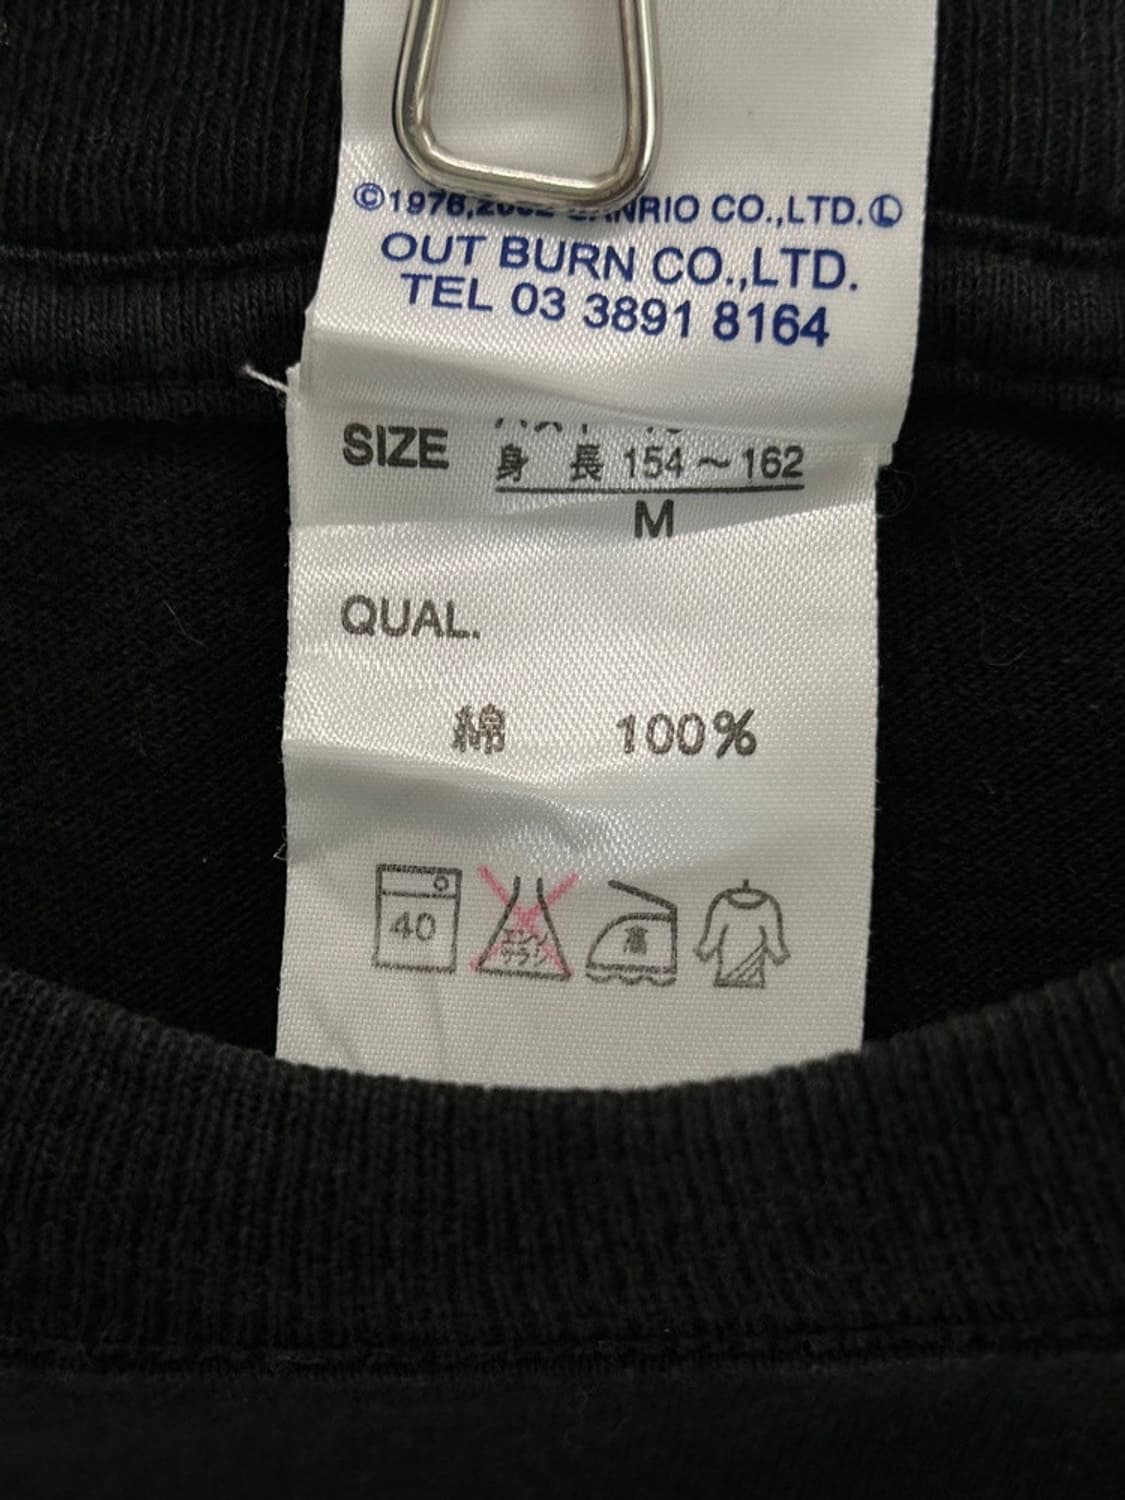 ©1976,2002 SANRIO CO.,LTD.Ⓛ
OUT BURN CO.,LTD.
TEL 03 3891 8164
SIZE
身 長 154～162
M
QUAL.
綿 100%
40
エンソ
サラシ
高